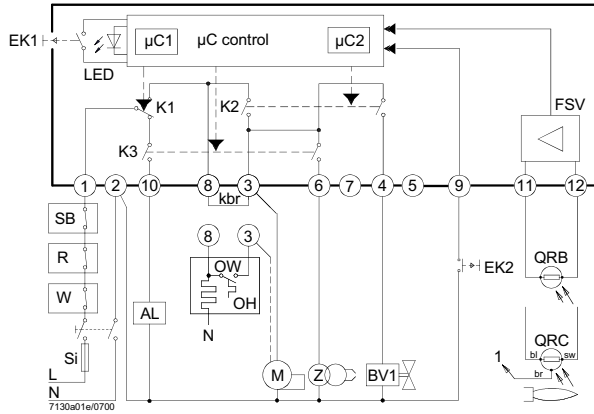 EK1
LED
µC1
µC control
µC2
K1
K2
FSV
K3
1
2
10
8
3
6
7
4
5
9
11
12
kbr
SB
R
W
Si
L
N
7130a01e/0700
AL
8
3
OW
OH
N
M
Z
BV1
EK2
QRB
QRC
bl
sw
br
1